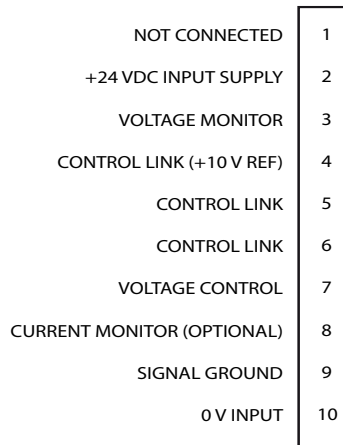 NOT CONNECTED 1
+24 VDC INPUT SUPPLY 2
VOLTAGE MONITOR 3
CONTROL LINK (+10 V REF) 4
CONTROL LINK 5
CONTROL LINK 6
VOLTAGE CONTROL 7
CURRENT MONITOR (OPTIONAL) 8
SIGNAL GROUND 9
0 V INPUT 10